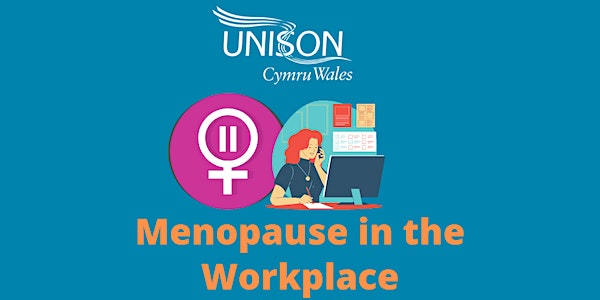 UNISON
Cymru Wales
Menopause in the
Workplace